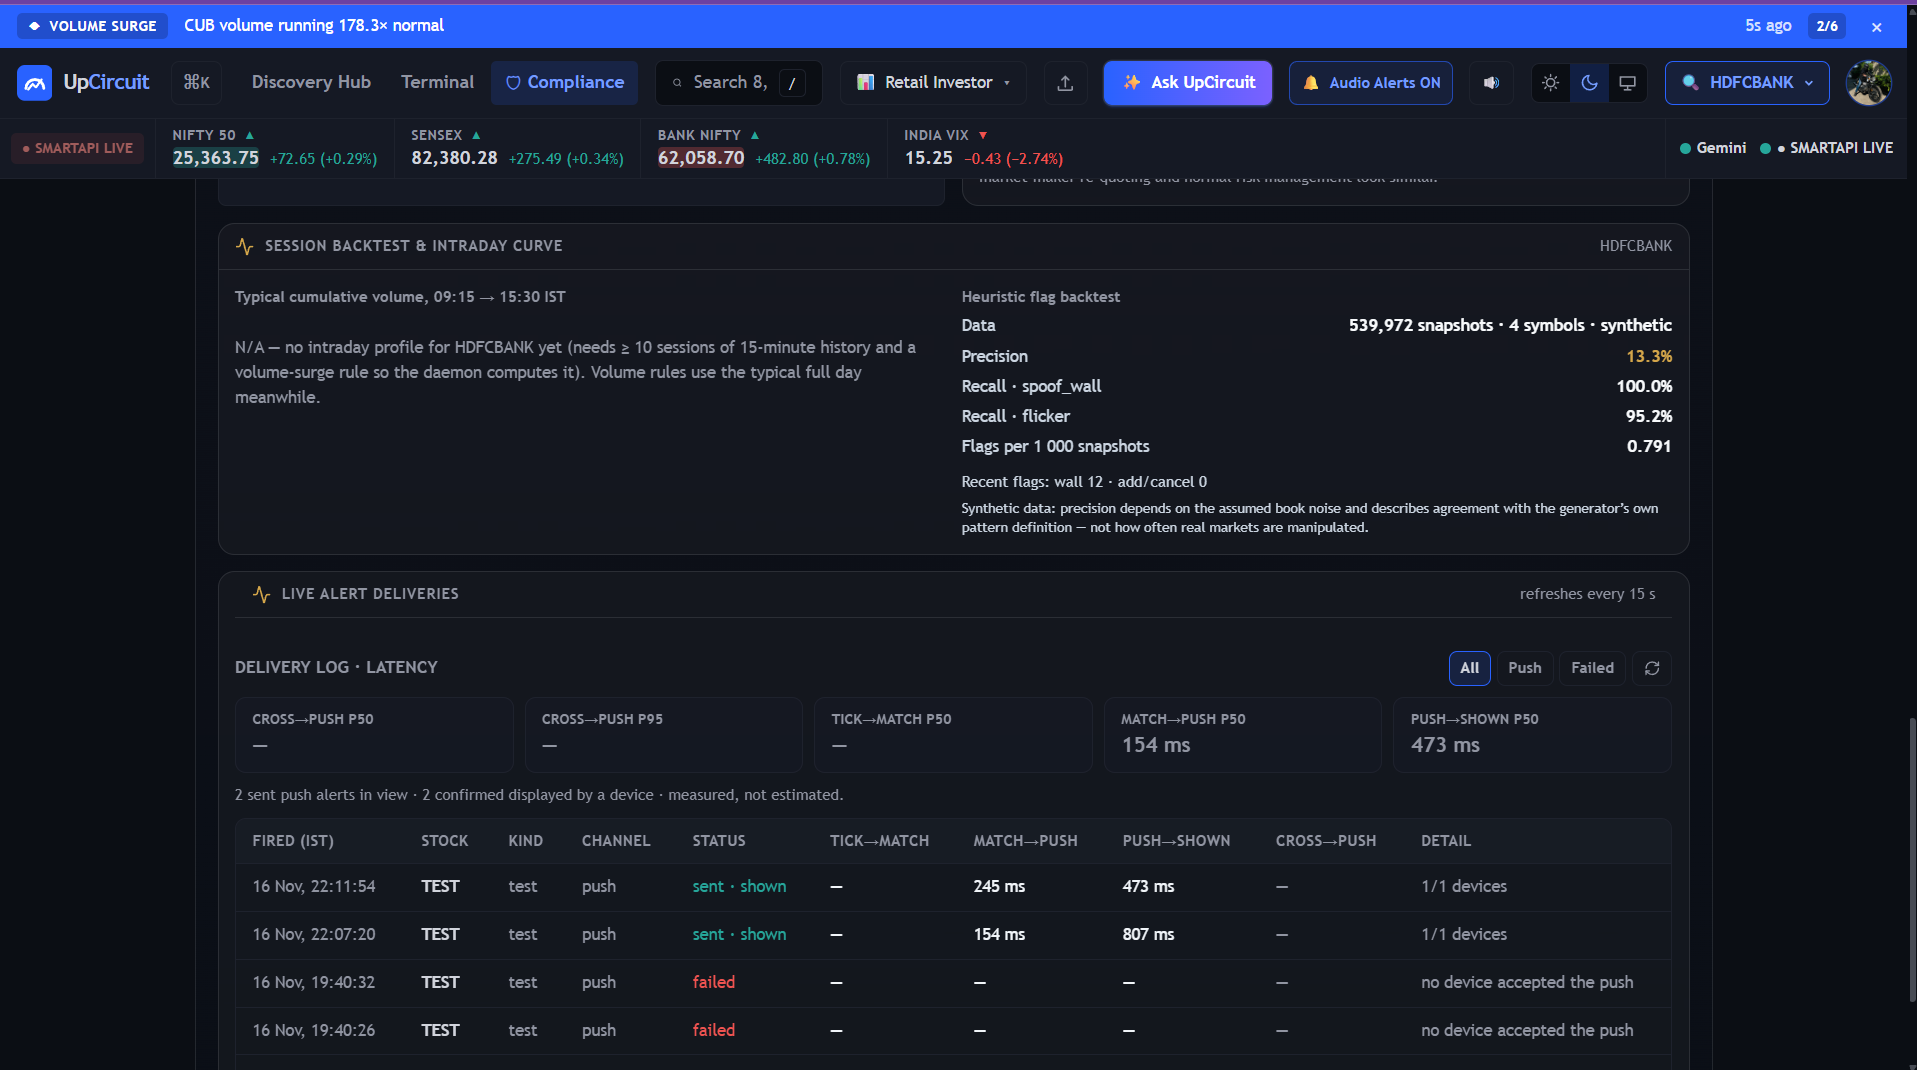 VOLUME SURGE CUB volume running 178.3× normal 5s ago 2/6 ×
UpCircuit ⌘K Discovery Hub Terminal Compliance Search 8, / Retail Investor Ask UpCircuit Audio Alerts ON HDFCBANK
SMARTAPI LIVE
NIFTY 50 ▲
25,363.75 +72.65 (+0.29%)
SENSEX ▲
82,380.28 +275.49 (+0.34%)
BANK NIFTY ▲
62,058.70 +482.80 (+0.78%)
INDIA VIX ▼
15.25 −0.43 (−2.74%)
Gemini SMARTAPI LIVE
SESSION BACKTEST & INTRADAY CURVE HDFCBANK
Typical cumulative volume, 09:15 → 15:30 IST
N/A — no intraday profile for HDFCBANK yet (needs ≥ 10 sessions of 15-minute history and a
volume-surge rule so the daemon computes it). Volume rules use the typical full day
meanwhile.
Heuristic flag backtest
Data 539,972 snapshots · 4 symbols · synthetic
Precision 13.3%
Recall · spoof_wall 100.0%
Recall · flicker 95.2%
Flags per 1 000 snapshots 0.791
Recent flags: wall 12 · add/cancel 0
Synthetic data: precision depends on the assumed book noise and describes agreement with the generator's own
pattern definition — not how often real markets are manipulated.
LIVE ALERT DELIVERIES refreshes every 15 s
DELIVERY LOG · LATENCY All Push Failed
CROSS→PUSH P50
—
CROSS→PUSH P95
—
TICK→MATCH P50
—
MATCH→PUSH P50
154 ms
PUSH→SHOWN P50
473 ms
2 sent push alerts in view · 2 confirmed displayed by a device · measured, not estimated.
FIRED (IST) STOCK KIND CHANNEL STATUS TICK→MATCH MATCH→PUSH PUSH→SHOWN CROSS→PUSH DETAIL
16 Nov, 22:11:54 TEST test push sent · shown — 245 ms 473 ms — 1/1 devices
16 Nov, 22:07:20 TEST test push sent · shown — 154 ms 807 ms — 1/1 devices
16 Nov, 19:40:32 TEST test push failed — — — — no device accepted the push
16 Nov, 19:40:26 TEST test push failed — — — — no device accepted the push